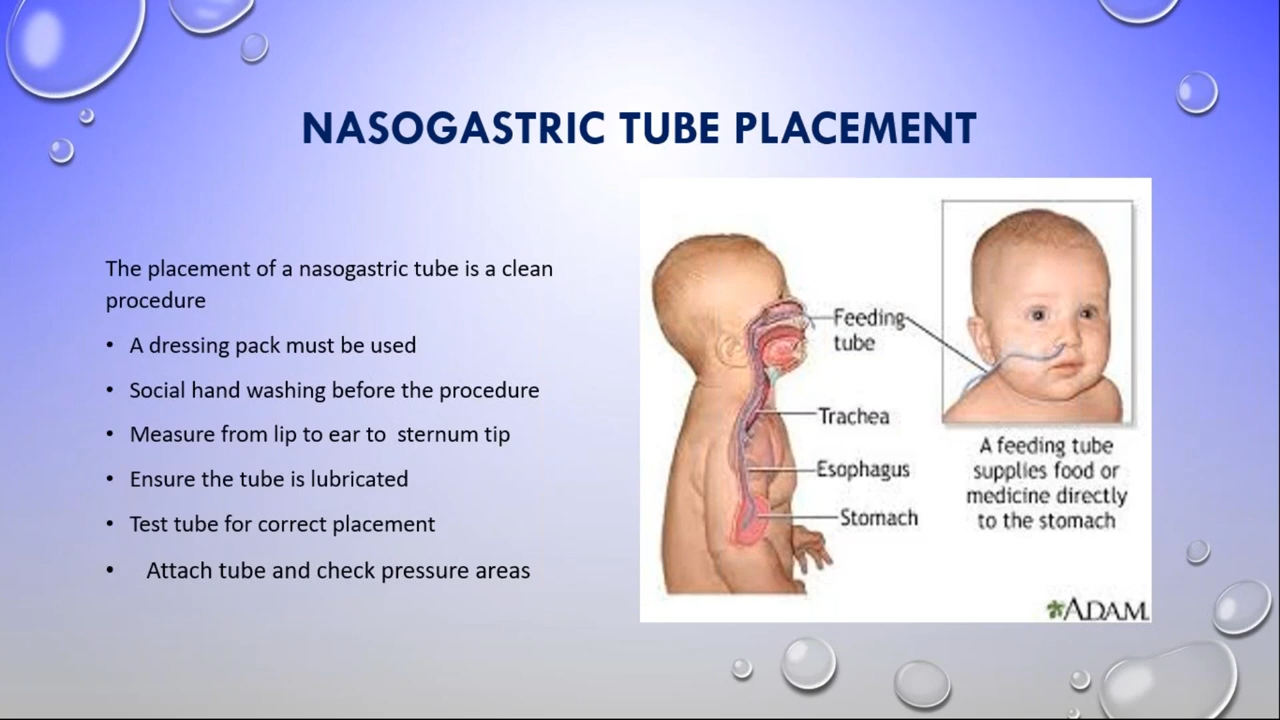 NASOGASTRIC TUBE PLACEMENT
The placement of a nasogastric tube is a clean
procedure
• A dressing pack must be used
• Social hand washing before the procedure
• Measure from lip to ear to  sternum tip
• Ensure the tube is lubricated
• Test tube for correct placement
• Attach tube and check pressure areas
Feeding
tube
Trachea
Esophagus
Stomach
A feeding tube
supplies food or
medicine directly
to the stomach
ADAM.